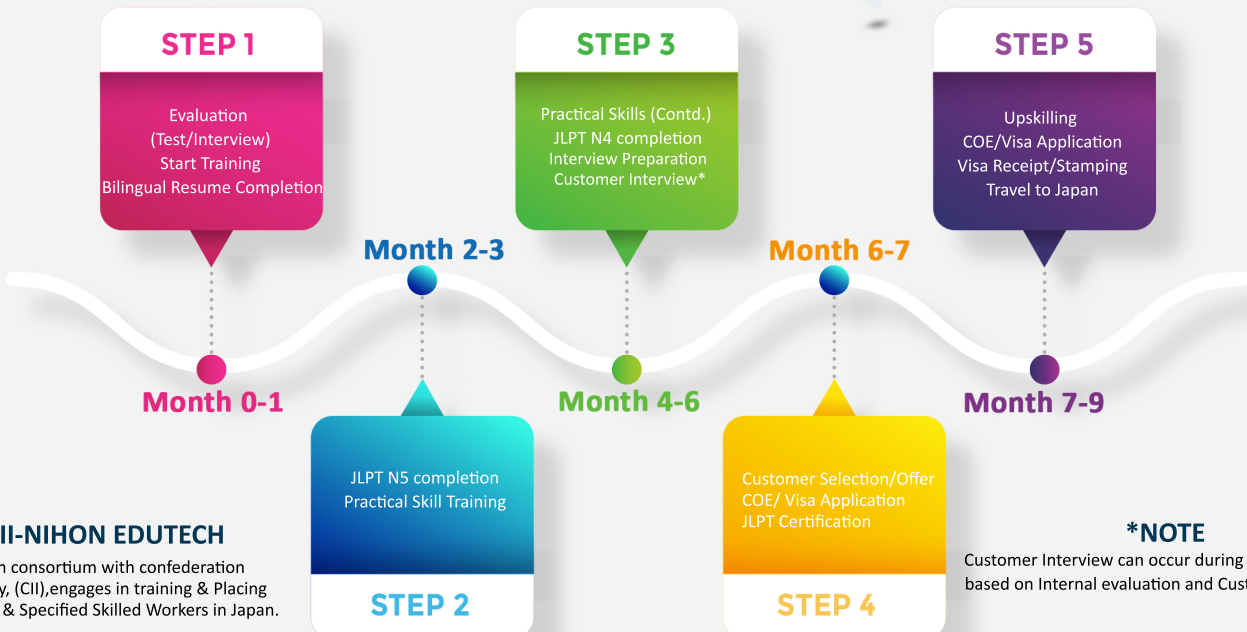 STEP 1
Evaluation
(Test/Interview)
Start Training
Bilingual Resume Completion
Month 0-1
Month 2-3
JLPT N5 completion
Practical Skill Training
STEP 2
STEP 3
Practical Skills (Contd.)
JLPT N4 completion
Interview Preparation
Customer Interview*
Month 4-6
Month 6-7
Customer Selection/Offer
COE/ Visa Application
JLPT Certification
STEP 4
STEP 5
Upskilling
COE/Visa Application
Visa Receipt/Stamping
Travel to Japan
Month 7-9
II-NIHON EDUTECH
consortium with confederation
(CII),engages in training & Placing
& Specified Skilled Workers in Japan.
*NOTE
Customer Interview can occur during
based on Internal evaluation and